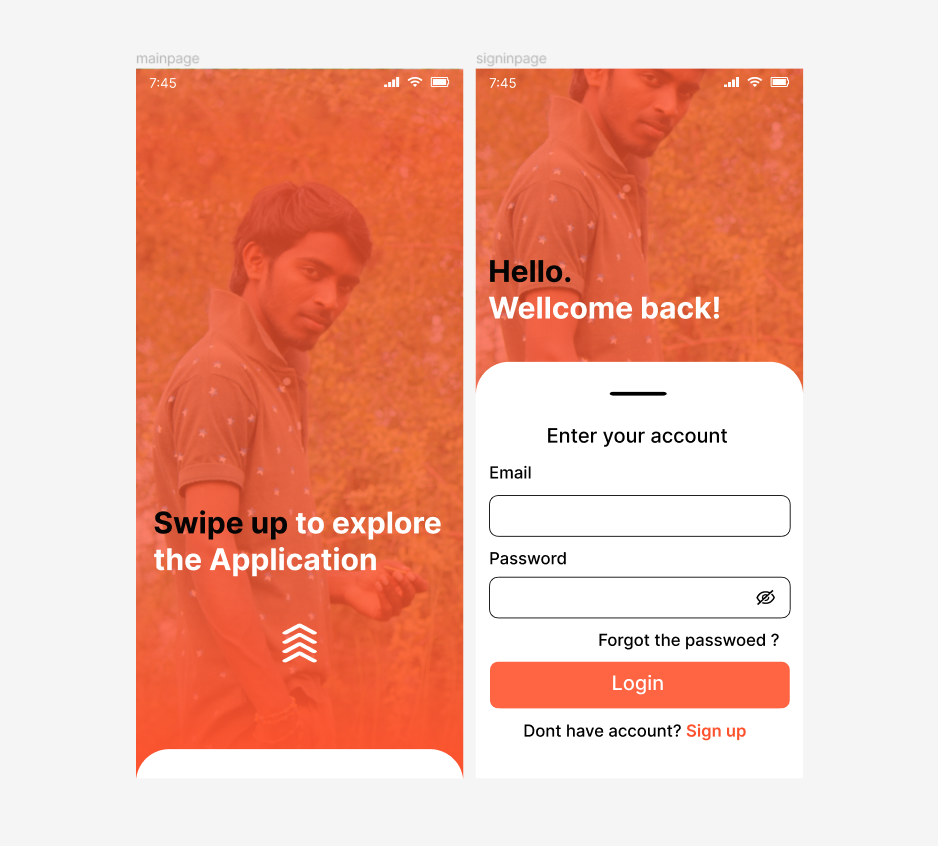 mainpage
7:45
Swipe up to explore
the Application
signinpage
7:45
Hello.
Wellcome back!
Enter your account
Email
Password
Forgot the passwoed ?
Login
Dont have account? Sign up